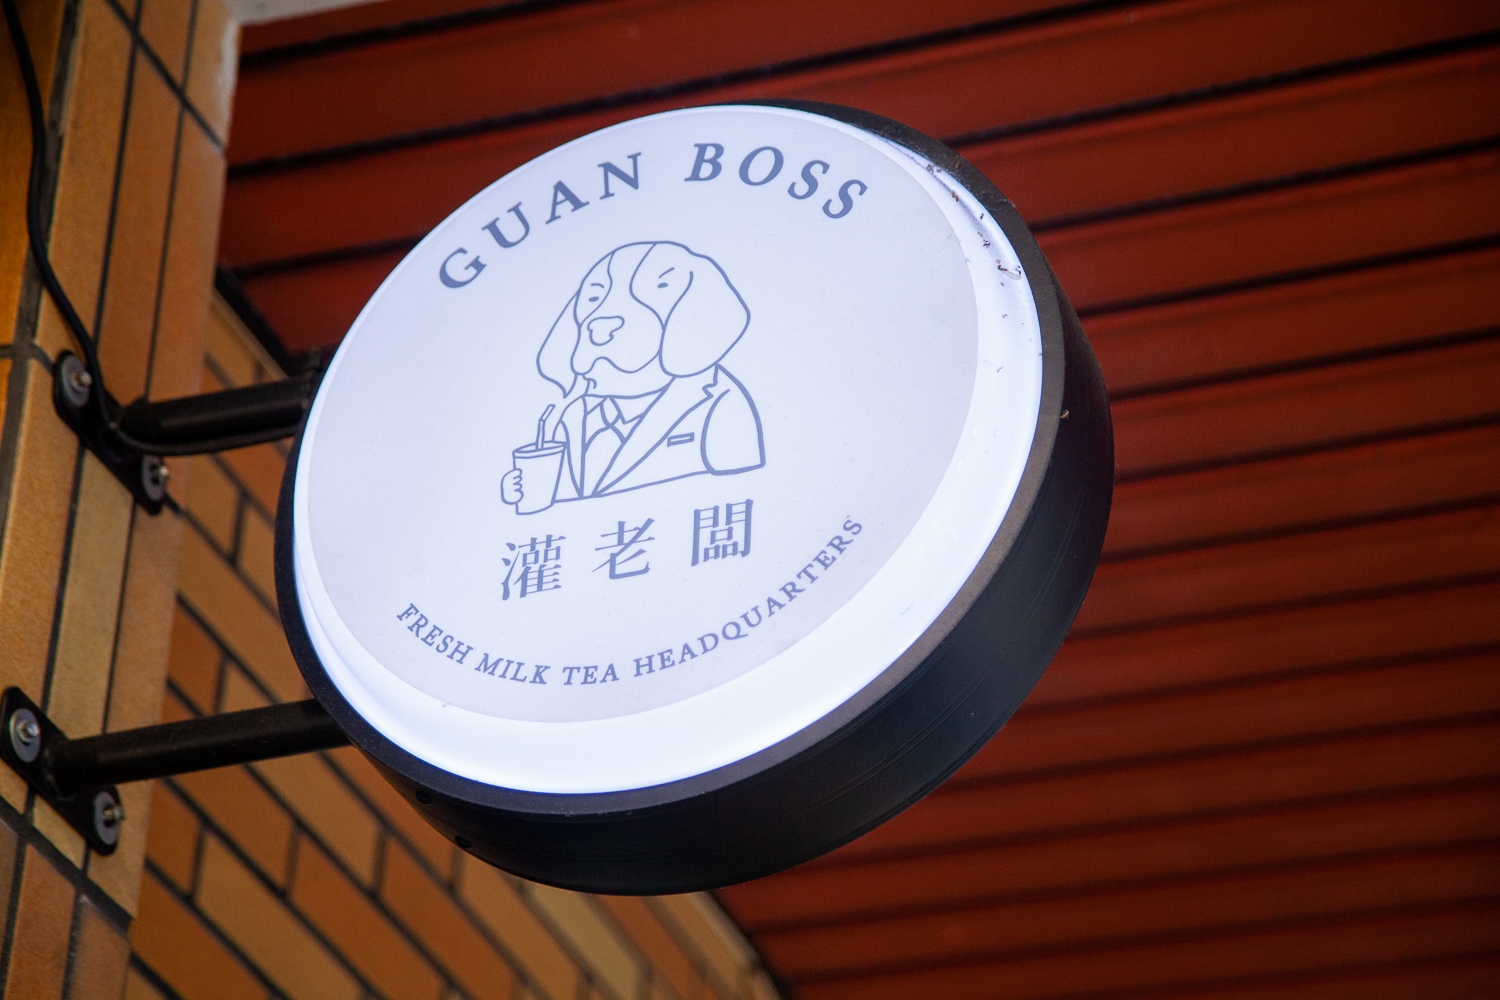 GUAN BOSS
灌老闆
FRESH MILK TEA HEADQUARTERS